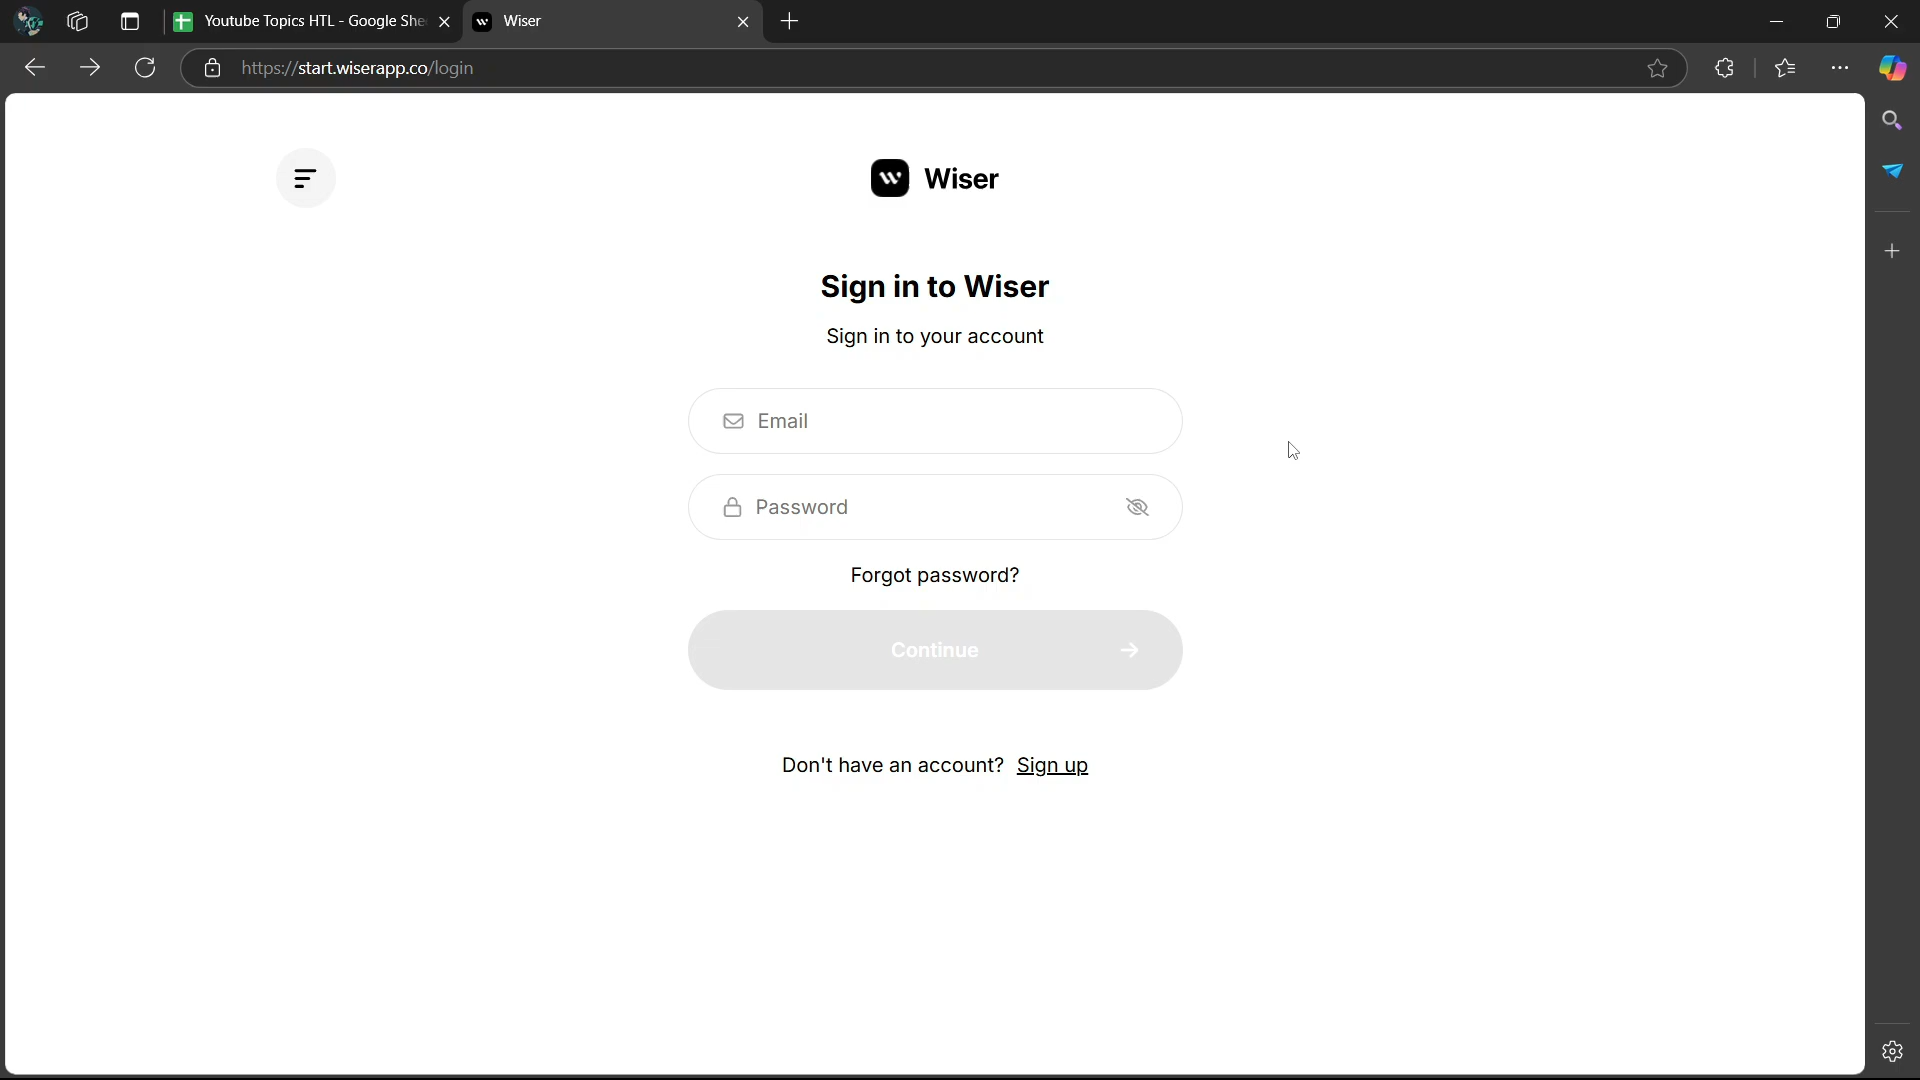 Youtube Topics HTL - Google She
Wiser
https://start.wiserapp.co/login
w Wiser
Sign in to Wiser
Sign in to your account
Email
Password
Forgot password?
Continue
Don't have an account? Sign up